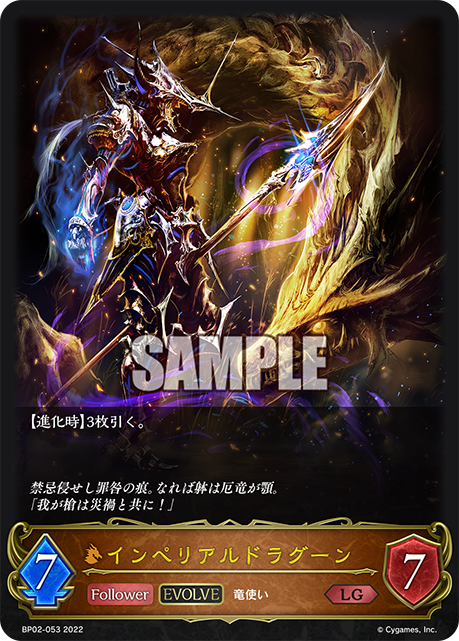 SAMPLE
【進化時】3枚引く。
禁忌侵せし罪咎の痕。なれば躰は厄竜が顎。
「我が槍は災禍と共に！」
7
インペリアルドラグーン
7
Follower EVOLVE 竜使い LG
BP02-053 2022 © Cygames, Inc.